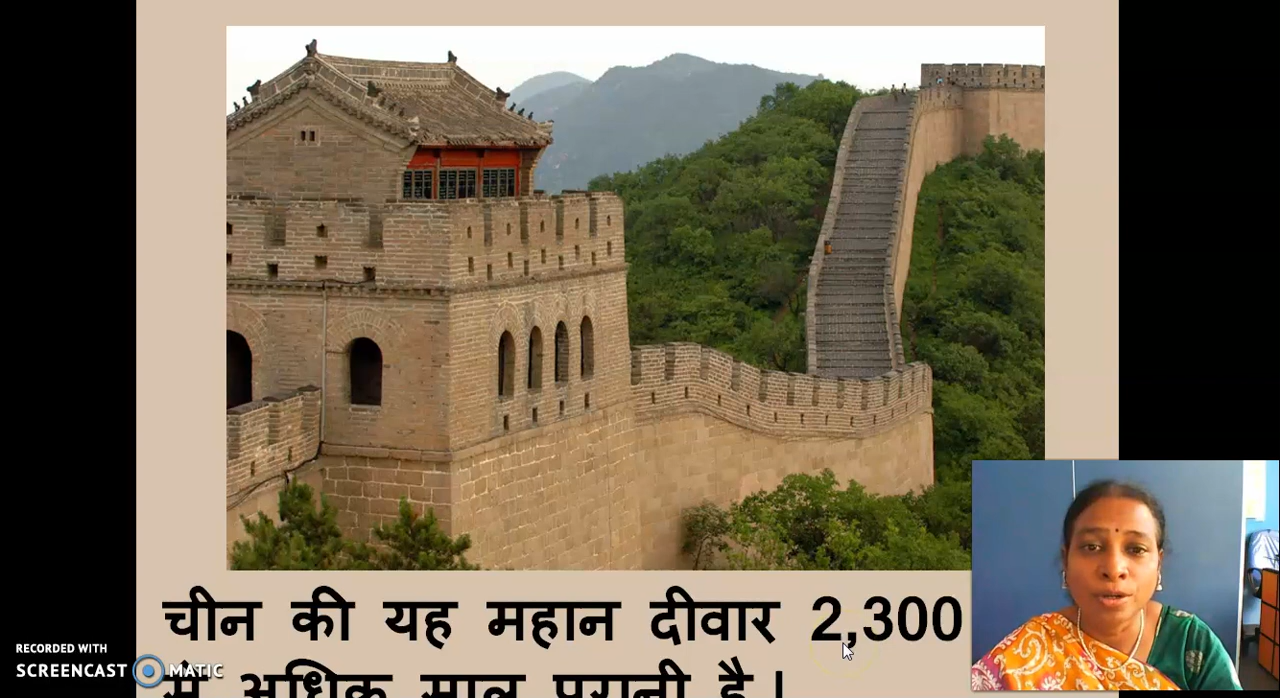 चीन की यह महान दीवार 2,300
से अधिक साल पुरानी है।
RECORDED WITH
SCREENCAST MATIC